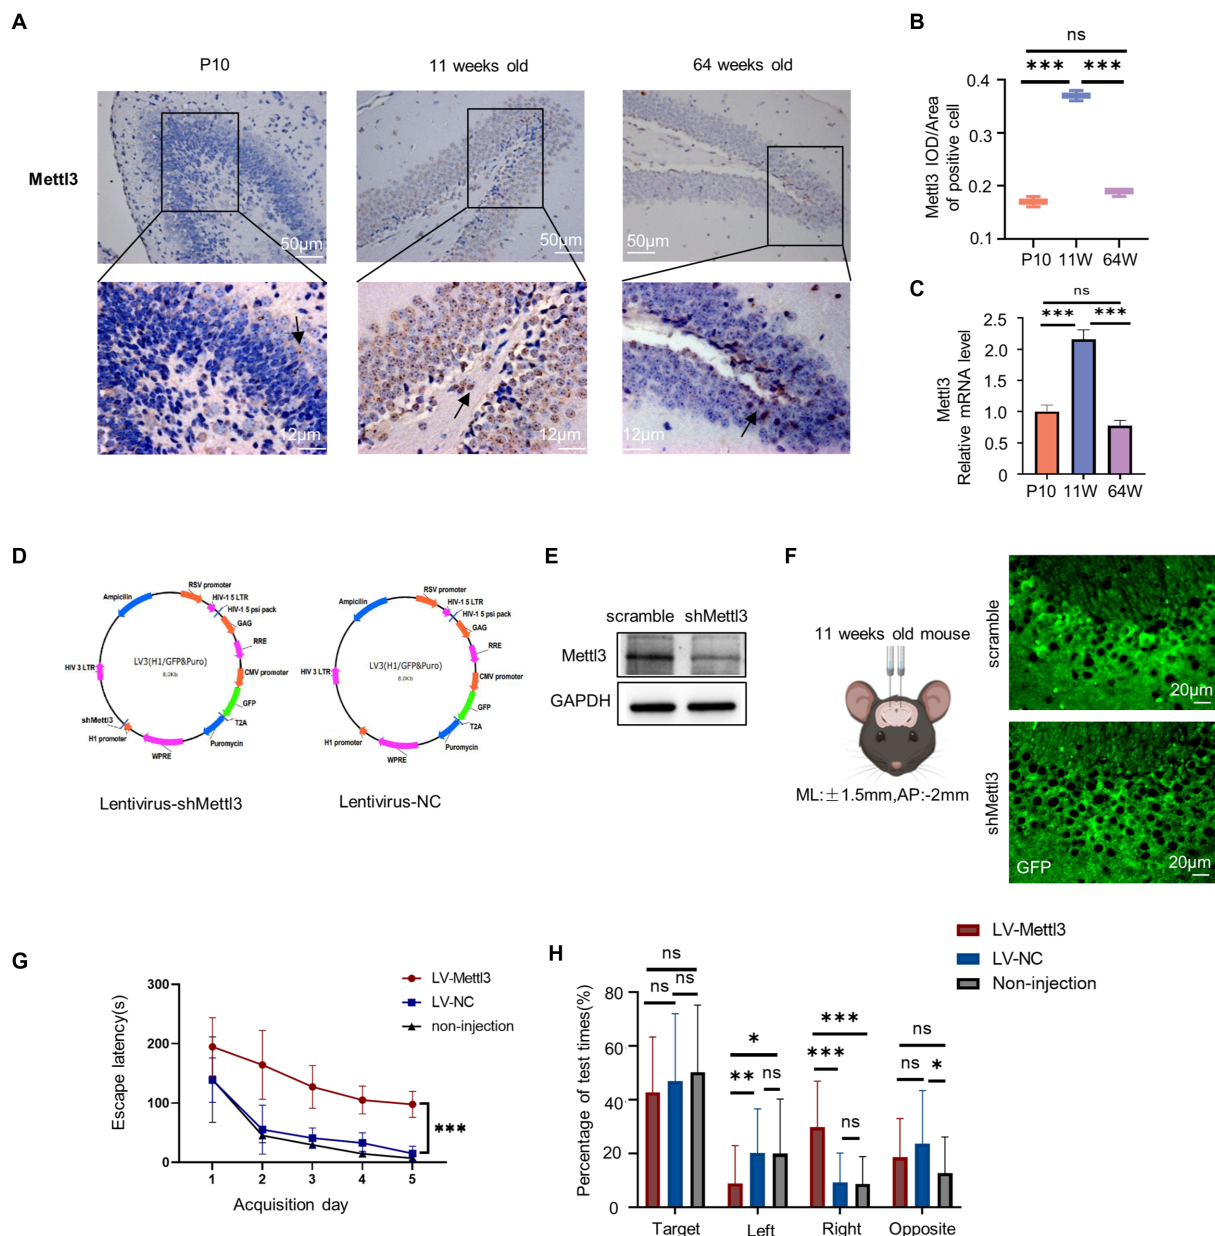 A
P10
11 weeks old
64 weeks old
Mettl3
50μm
50μm
50μm
12μm
12μm
12μm
B
ns
***
***
Mettl3 IOD/Area
of positive cell
0.4
0.3
0.2
0.1
P10
11W
64W
C
ns
***
***
Mettl3
Relative mRNA level
2.5
2.0
1.5
1.0
0.5
0
P10
11W
64W
D
RSV promoter
HIV-1 5 LTR
HIV-1 5 psi pack
GAG
RRE
CMV promoter
GFP
T2A
Puromycin
WPRE
H1 promoter
shMettl3
HIV 3 LTR
Ampicilin
LV3(H1/GFP&Puro)
8.0Kb
Lentivirus-shMettl3
RSV promoter
HIV-1 5 LTR
HIV-1 5 psi pack
GAG
RRE
CMV promoter
GFP
T2A
Puromycin
WPRE
H1 promoter
HIV 3 LTR
Ampicilin
LV3(H1/GFP&Puro)
8.0Kb
Lentivirus-NC
E
scramble
shMettl3
Mettl3
GAPDH
F
11 weeks old mouse
ML:±1.5mm,AP:-2mm
scramble
20μm
shMettl3
20μm
GFP
G
LV-Mettl3
LV-NC
non-injection
Escape latency(s)
300
200
100
0
***
1
2
3
4
5
Acquisition day
H
LV-Mettl3
LV-NC
Non-injection
Percentage of test times(%)
80
60
40
20
0
ns
ns
ns
*
**
ns
***
***
ns
ns
ns
*
Target
Left
Right
Opposite